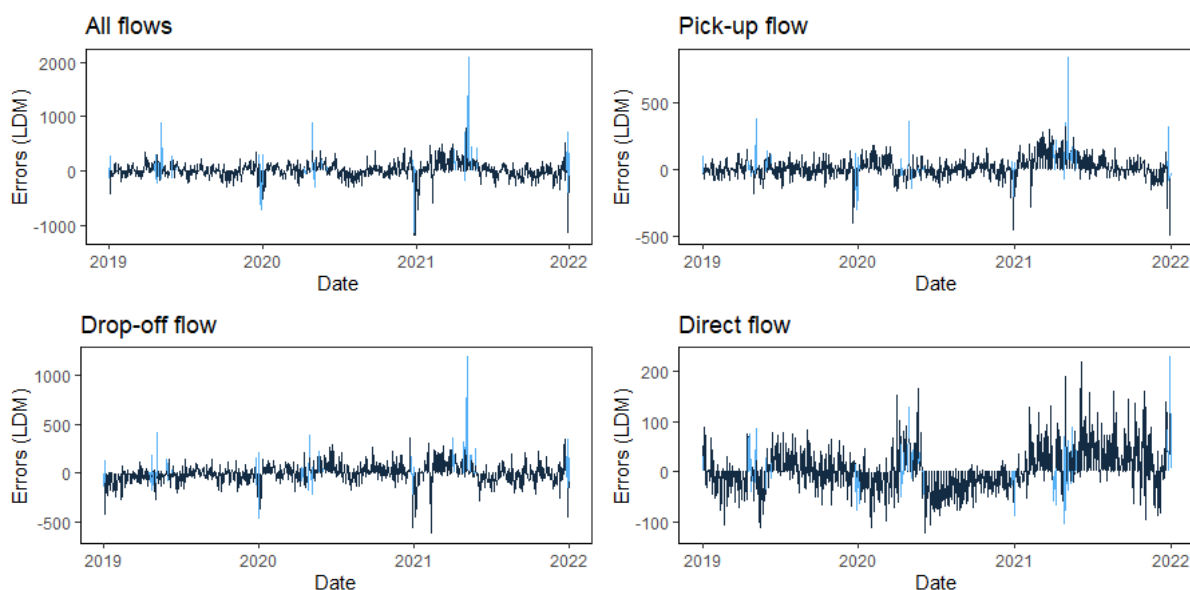 All flows
Errors (LDM)
2000
1000
0
-1000
2019
2020
2021
2022
Date
Pick-up flow
Errors (LDM)
500
0
-500
2019
2020
2021
2022
Date
Drop-off flow
Errors (LDM)
1000
500
0
-500
2019
2020
2021
2022
Date
Direct flow
Errors (LDM)
200
100
0
-100
2019
2020
2021
2022
Date